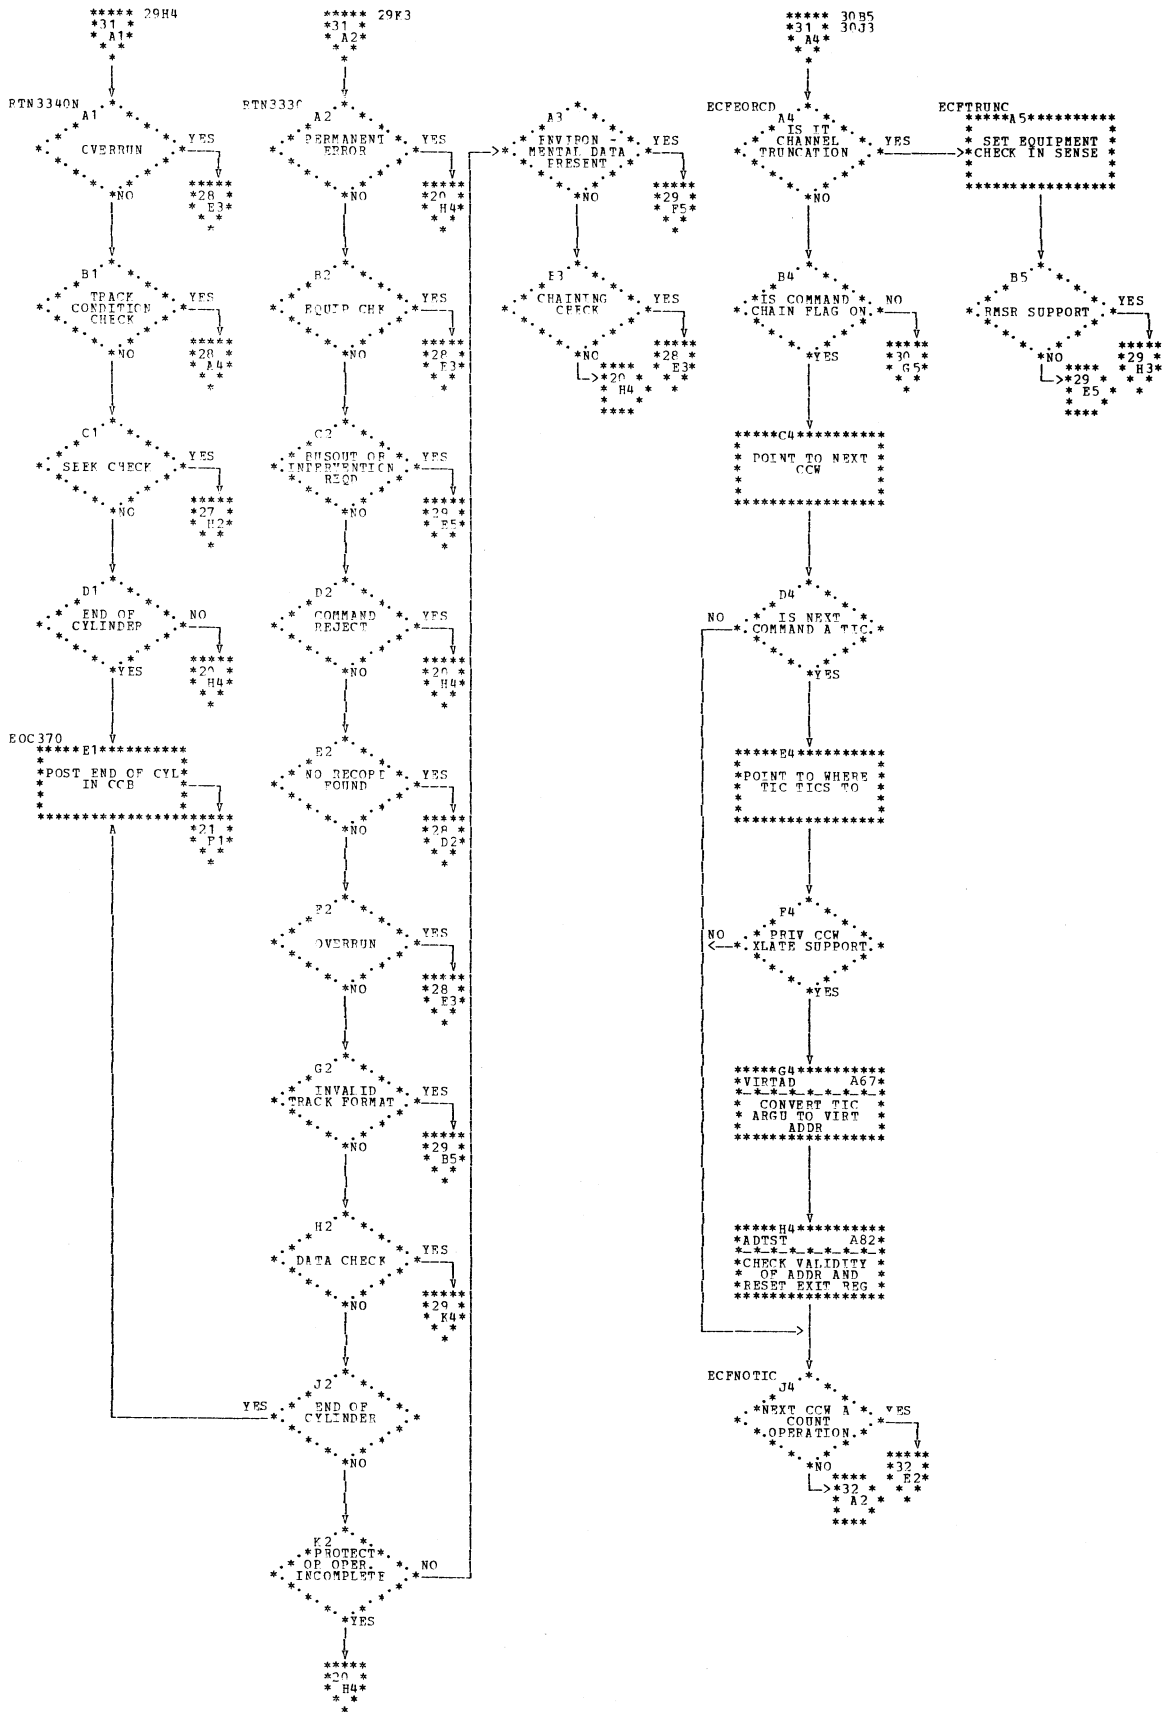 29H4
*31 *
* A1*
RTN3340N
A1
OVERRUN
YES
*28 *
* E3*
*NO
B1
TRACK
CONDITION
CHECK
YES
*28 *
* A4*
*NO
C1
SEEK CHECK
YES
*27 *
* H2*
*NO
D1
END OF
CYLINDER
NO
H4*
*YES
EOC370
*****E1**********
*POST END OF CYL*
IN CCB
*21 *
* F1*
29K3
*31 *
* A2*
RTN3330
A2
PERMANENT
ERROR
YES
H4*
*NO
B2
EQUIP CHK
YES
*28 *
* E3*
*NO
C2
BUSOUT OR
INTERVENTION
REQD
YES
*29 *
* E5*
*NO
D2
COMMAND
REJECT
YES
H4*
*NO
E2
NO RECORD
FOUND
YES
*28 *
* D2*
*NO
F2
OVERRUN
YES
*28 *
* E3*
*NO
G2
INVALID
TRACK FORMAT
YES
*29 *
* B5*
*NO
H2
DATA CHECK
YES
*29 *
* K4*
*NO
J2
END OF
CYLINDER
YES
*NO
K2
*PROTECT*
OR OPER.
INCOMPLETE
NO
*YES
H4*
A3
ENVIRON
MENTAL DATA
PRESENT
YES
*29 *
* F5*
*NO
CHAINING
CHECK
YES
*28 *
* E3*
*NO
H4
30B5
30J3
*31 *
* A4*
ECFEORCD
A4
IS IT
CHANNEL
TRUNCATION
YES
*NO
B4
IS COMMAND
CHAIN FLAG ON
NO
*30 *
* G5*
*YES
*****C4**********
POINT TO NEXT
CCW
D4
IS NEXT
COMMAND A TIC
NO
*YES
*****E4**********
*POINT TO WHERE
TIC TICS TO
F4
PRIV CCW
XLATE SUPPORT
NO
*YES
*****G4**********
*VIRTAD A67*
*-*-*-*-*-*-*-*-*
CONVERT TIC
ARGU TO VIRT
ADDR
*****H4**********
*ADTST A82*
*-*-*-*-*-*-*-*-*
*CHECK VALIDITY
OF ADDR AND
*RESET EXIT REG
ECFNOTIC
J4
*NEXT CCW A
COUNT
OPERATION
YES
*32 *
* E2*
*NO
*32 *
* A2 *
ECFTRUNC
*****A5**********
SET EQUIPMENT
CHECK IN SENSE
B5
RMSR SUPPORT
YES
*29 *
* H3*
*NO
*29 *
* E5 *